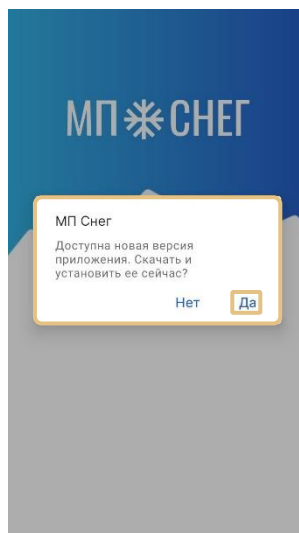 МП СНЕГ
МП Снег
Доступна новая версия
приложения. Скачать и
установить ее сейчас?
Нет Да